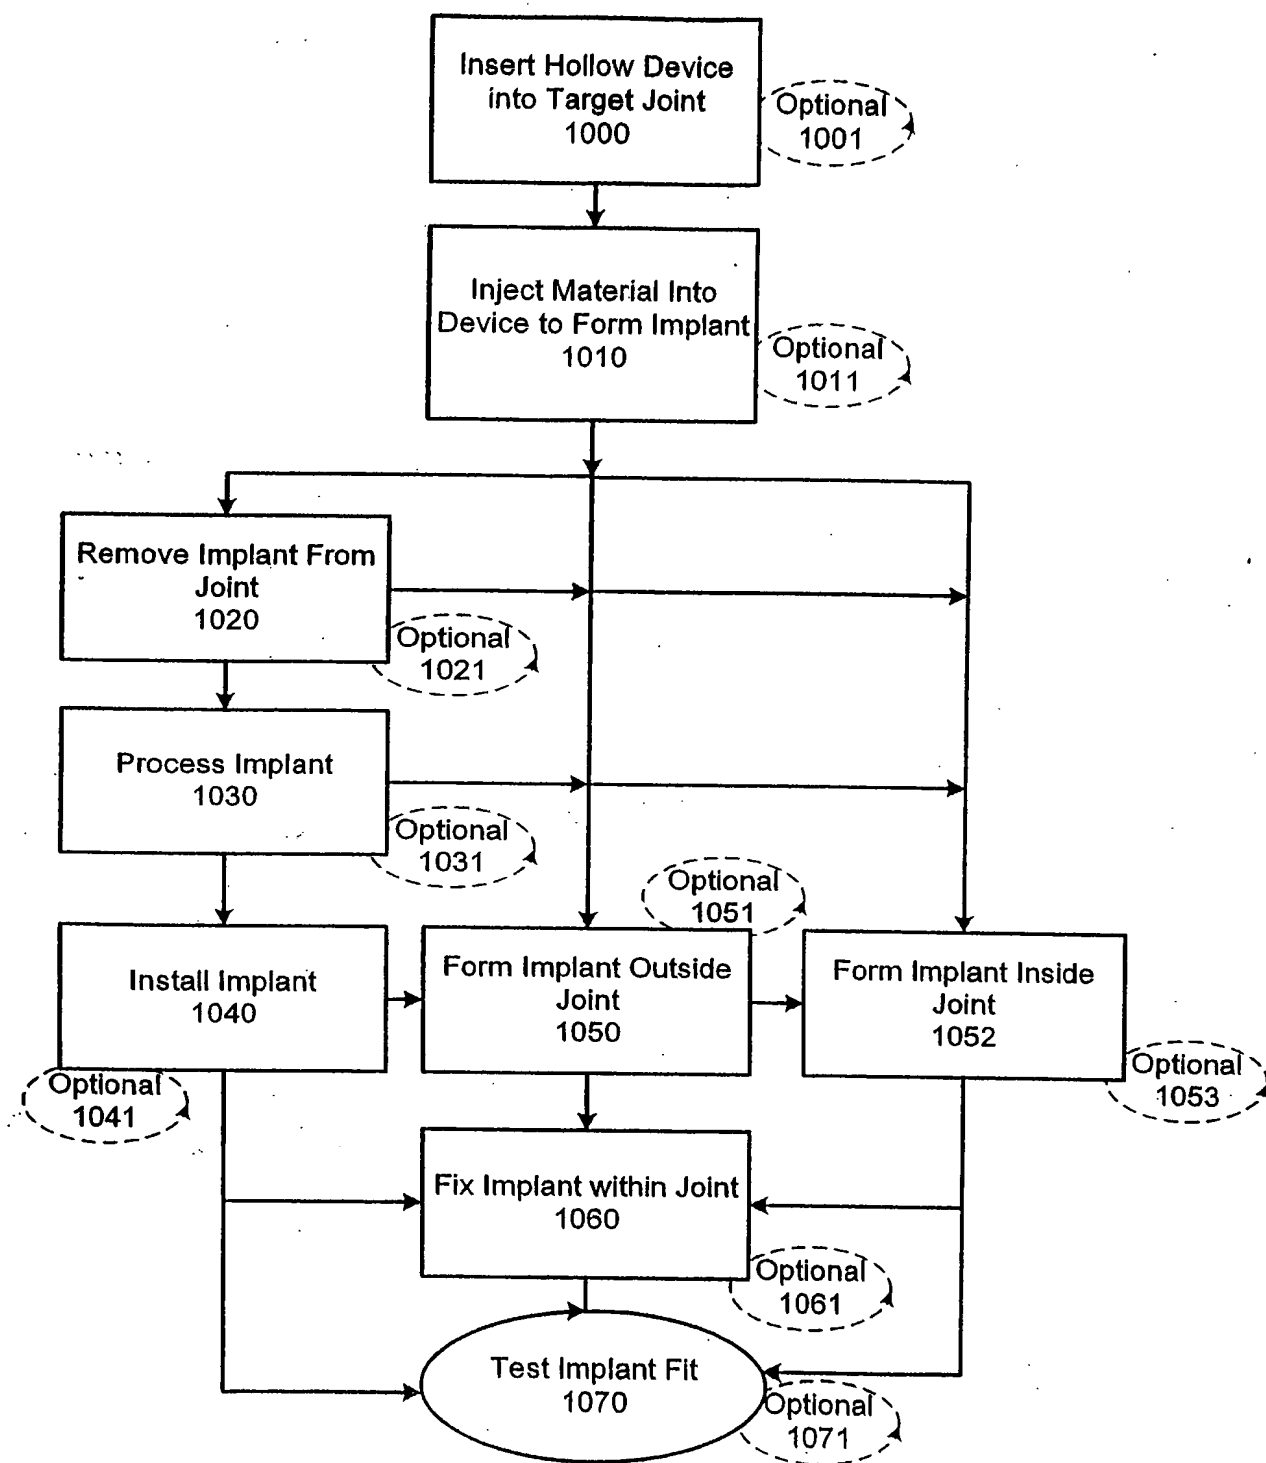 Insert Hollow Device
into Target Joint
1000
Optional
1001
Inject Material Into
Device to Form Implant
1010
Optional
1011
Remove Implant From
Joint
1020
Optional
1021
Process Implant
1030
Optional
1031
Optional
1051
Install Implant
1040
Form Implant Outside
Joint
1050
Form Implant Inside
Joint
1052
Optional
1041
Optional
1053
Fix Implant within Joint
1060
Optional
1061
Test Implant Fit
1070
Optional
1071